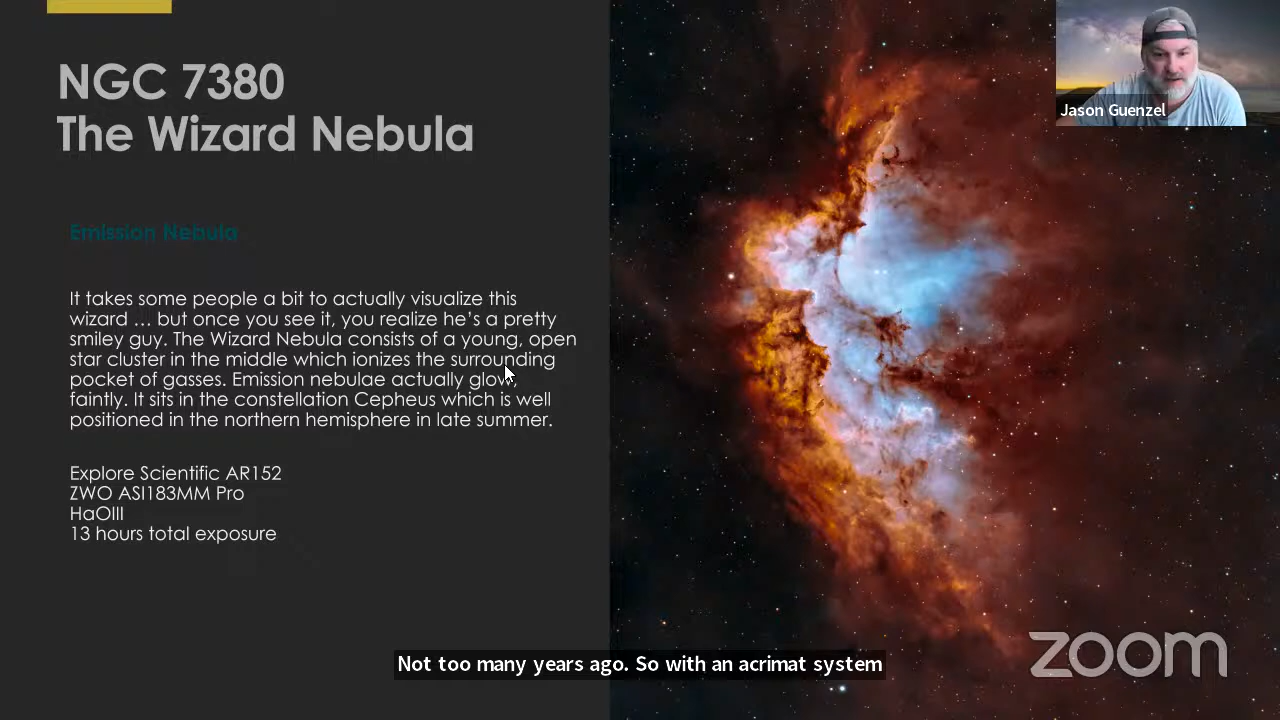 NGC 7380
The Wizard Nebula
Emission Nebula
It takes some people a bit to actually visualize this
wizard … but once you see it, you realize he's a pretty
smiley guy. The Wizard Nebula consists of a young, open
star cluster in the middle which ionizes the surrounding
pocket of gasses. Emission nebulae actually glow,
faintly. It sits in the constellation Cepheus which is well
positioned in the northern hemisphere in late summer.
Explore Scientific AR152
ZWO ASI183MM Pro
HaOIII
13 hours total exposure
Jason Guenzel
zoom
Not too many years ago. So with an acrimat system